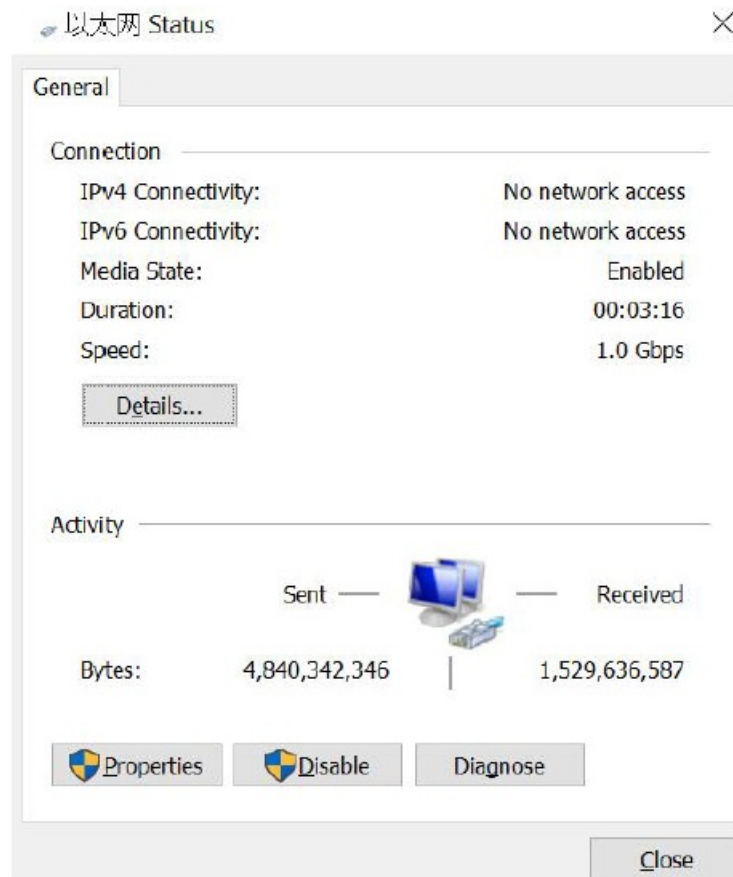 以太网 Status
General
Connection
IPv4 Connectivity: No network access
IPv6 Connectivity: No network access
Media State: Enabled
Duration: 00:03:16
Speed: 1.0 Gbps
Details...
Activity
Sent Received
Bytes: 4,840,342,346 1,529,636,587
Properties Disable Diagnose
Close